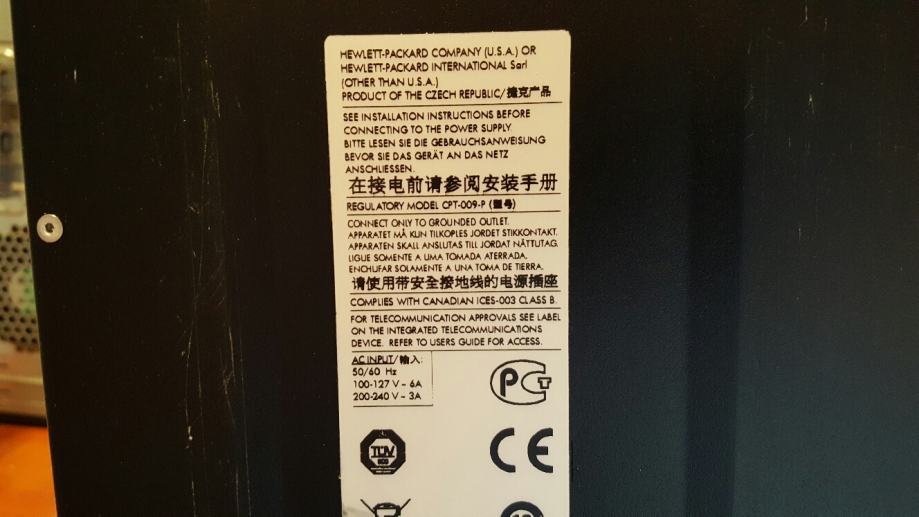 HEWLETT-PACKARD COMPANY (U.S.A.) OR
HEWLETT-PACKARD INTERNATIONAL Sarl
(OTHER THAN U.S.A.)
PRODUCT OF THE CZECH REPUBLIC/捷克产品
SEE INSTALLATION INSTRUCTIONS BEFORE
CONNECTING TO THE POWER SUPPLY.
BITTE LESEN SIE DIE GEBRAUCHSANWEISUNG
BEVOR SIE DAS GERÄT AN DAS NETZ
ANSCHLIESSEN.
在接电前请参阅安装手册
REGULATORY MODEL CPT-009-P (型号)
CONNECT ONLY TO GROUNDED OUTLET.
APPARATET MÅ KUN TILKOPLES JORDET STIKKONTAKT.
APPARATEN SKALL ANSLUTAS TILL JORDAT NÄTTUTAG.
LIGUE SOMENTE A UMA TOMADA ATERRADA.
ENCHUFAR SOLAMENTE A UNA TOMA DE TIERRA.
请使用带安全接地线的电源插座
COMPLIES WITH CANADIAN ICES-003 CLASS B.
FOR TELECOMMUNICATION APPROVALS SEE LABEL
ON THE INTEGRATED TELECOMMUNICATIONS
DEVICE. REFER TO USERS GUIDE FOR ACCESS.
AC INPUT/输入:
50/60 Hz
100-127 V - 6A
200-240 V - 3A
PCT
TÜV
CE